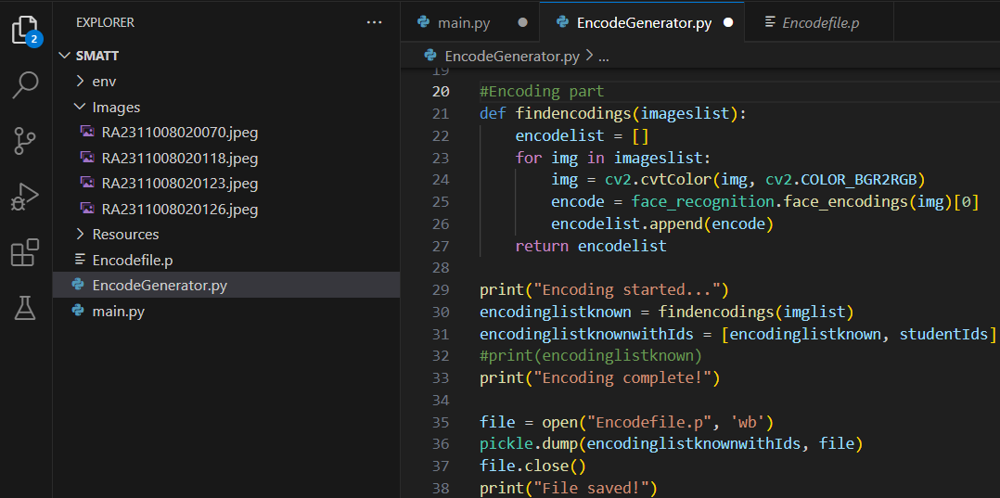 EXPLORER
...
SMATT
env
Images
RA2311008020070.jpeg
RA2311008020118.jpeg
RA2311008020123.jpeg
RA2311008020126.jpeg
Resources
Encodefile.p
EncodeGenerator.py
main.py
2
main.py
EncodeGenerator.py
Encodefile.p
EncodeGenerator.py > ...
19
20 #Encoding part
21 def findencodings(imageslist):
22     encodelist = []
23     for img in imageslist:
24         img = cv2.cvtColor(img, cv2.COLOR_BGR2RGB)
25         encode = face_recognition.face_encodings(img)[0]
26         encodelist.append(encode)
27     return encodelist
28
29 print("Encoding started...")
30 encodinglistknown = findencodings(imglist)
31 encodinglistknownwithIds = [encodinglistknown, studentIds]
32 #print(encodinglistknown)
33 print("Encoding complete!")
34
35 file = open("Encodefile.p", 'wb')
36 pickle.dump(encodinglistknownwithIds, file)
37 file.close()
38 print("File saved!")